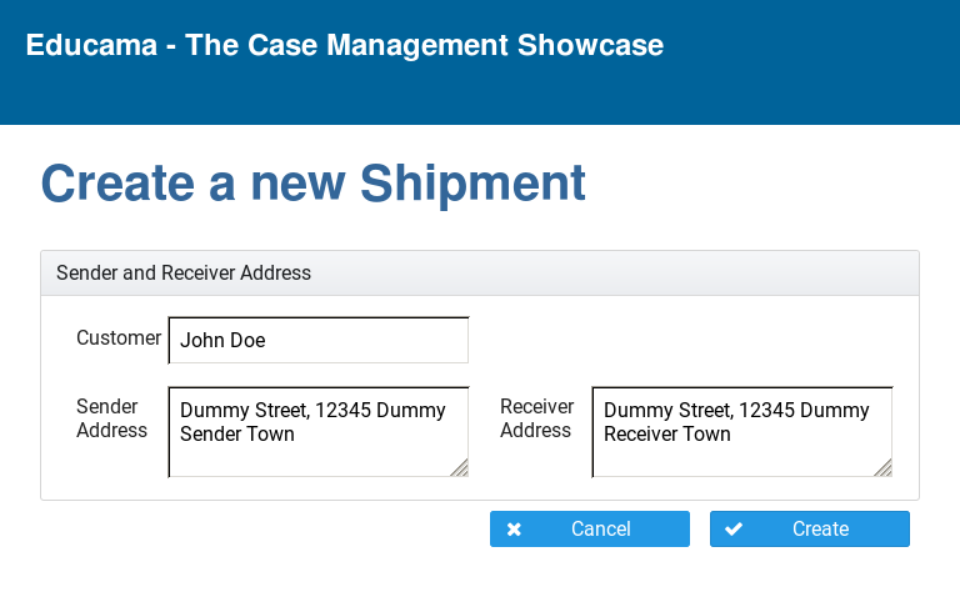 Educama - The Case Management Showcase
Create a new Shipment
Sender and Receiver Address
Customer
John Doe
Sender
Address
Dummy Street, 12345 Dummy
Sender Town
Receiver
Address
Dummy Street, 12345 Dummy
Receiver Town
Cancel
Create